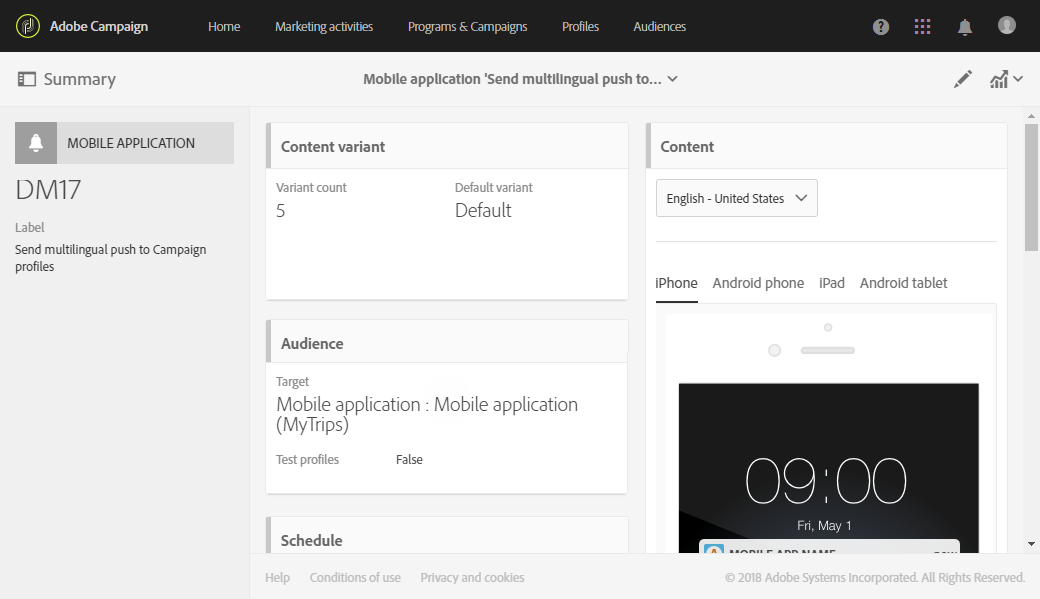 Adobe Campaign
Home
Marketing activities
Programs & Campaigns
Profiles
Audiences
Summary
Mobile application 'Send multilingual push to...
MOBILE APPLICATION
DM17
Label
Send multilingual push to Campaign
profiles
Content variant
Variant count
5
Default variant
Default
Audience
Target
Mobile application : Mobile application
(MyTrips)
Test profiles
False
Schedule
Content
English - United States
iPhone
Android phone
iPad
Android tablet
09:00
Fri, May 1
MOBILE APP NAME
now
Help
Conditions of use
Privacy and cookies
© 2018 Adobe Systems Incorporated. All Rights Reserved.